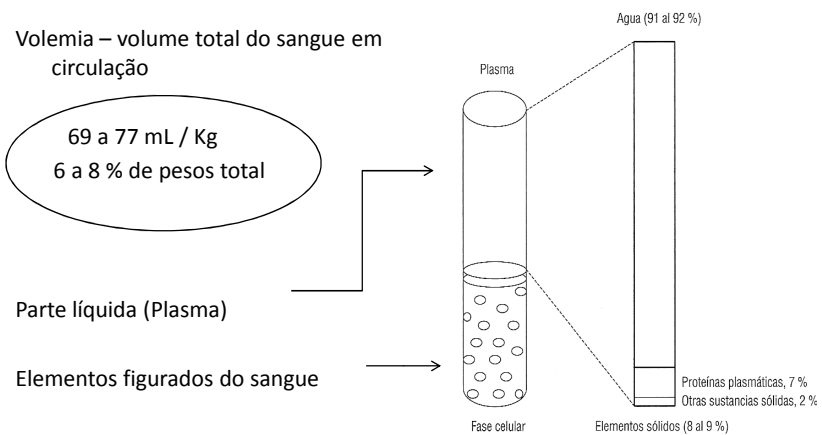 Volemia – volume total do sangue em
circulação
69 a 77 mL / Kg
6 a 8 % de pesos total
Parte líquida (Plasma)
Elementos figurados do sangue
Agua (91 al 92 %)
Plasma
Proteínas plasmáticas, 7 %
Otras sustancias sólidas, 2 %
Elementos sólidos (8 al 9 %)
Fase celular